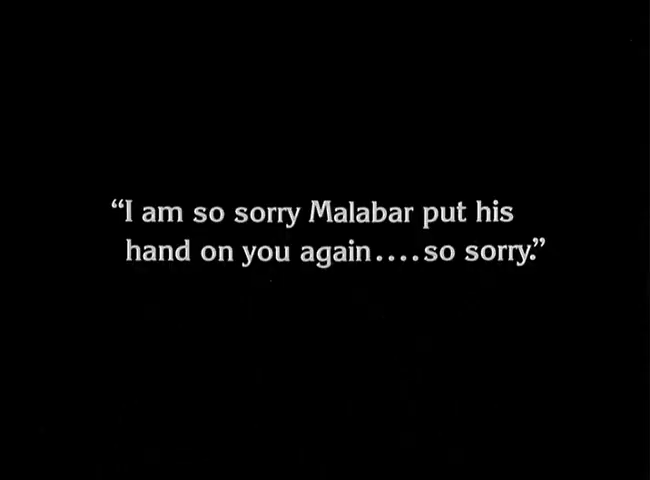 “I am so sorry Malabar put his
hand on you again....so sorry.”